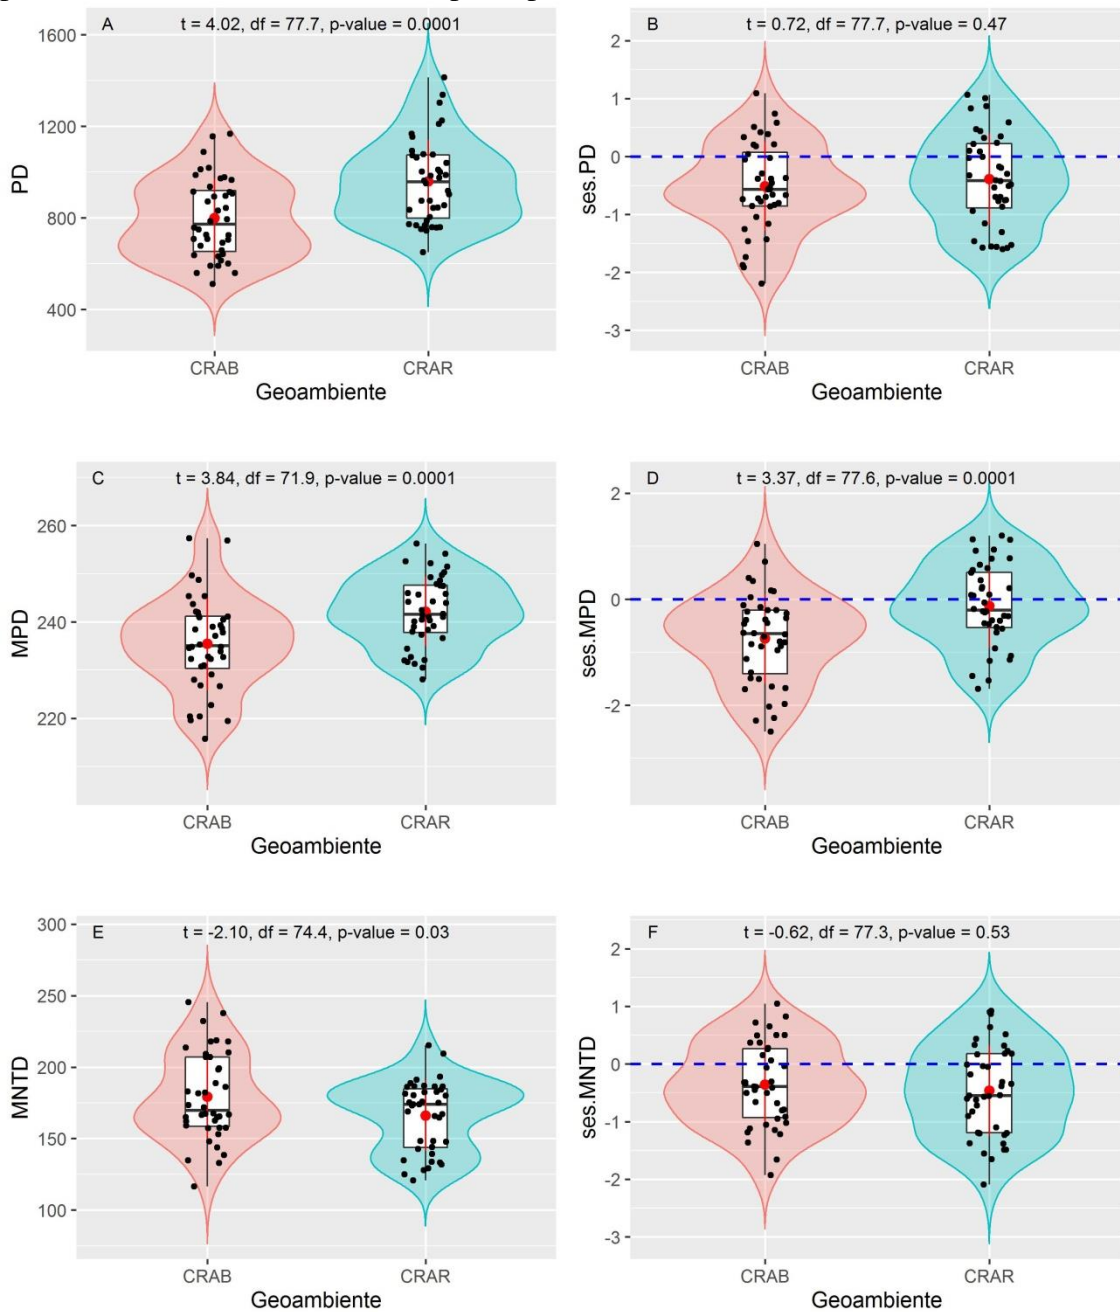 A t = 4.02, df = 77.7, p-value = 0.0001
1600
1200
800
400
PD
CRAB CRAR
Geoambiente
B t = 0.72, df = 77.7, p-value = 0.47
2
1
0
-1
-2
-3
ses.PD
CRAB CRAR
Geoambiente
C t = 3.84, df = 71.9, p-value = 0.0001
260
240
220
MPD
CRAB CRAR
Geoambiente
D t = 3.37, df = 77.6, p-value = 0.0001
2
0
-2
ses.MPD
CRAB CRAR
Geoambiente
E t = -2.10, df = 74.4, p-value = 0.03
300
250
200
150
100
MNTD
CRAB CRAR
Geoambiente
F t = -0.62, df = 77.3, p-value = 0.53
2
1
0
-1
-2
-3
ses.MNTD
CRAB CRAR
Geoambiente